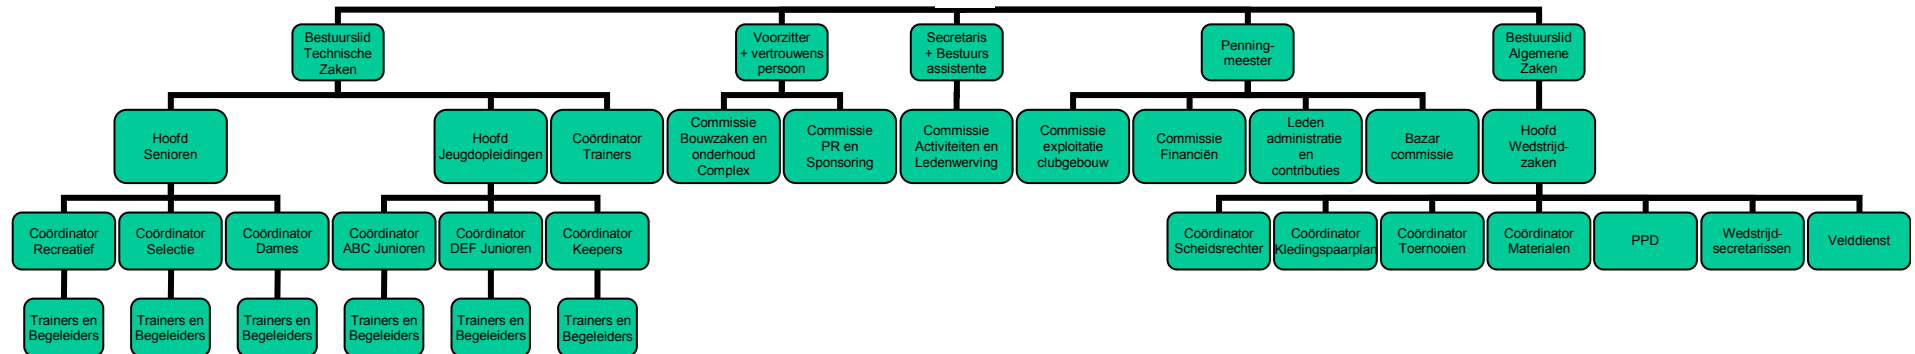 Bestuurslid
Technische
Zaken
Voorzitter
+ vertrouwens
persoon
Secretaris
+ Bestuurs
assistente
Penning-
meester
Bestuurslid
Algemene
Zaken
Hoofd
Senioren
Hoofd
Jeugdopleidingen
Coördinator
Trainers
Commissie
Bouwzaken en
onderhoud
Complex
Commissie
PR en
Sponsoring
Commissie
Activiteiten en
Ledenwerving
Commissie
exploitatie
clubgebouw
Commissie
Financiën
Leden
administratie
en
contributies
Bazar
commissie
Hoofd
Wedstrijd-
zaken
Coördinator
Recreatief
Coördinator
Selectie
Coördinator
Dames
Coördinator
ABC Junioren
Coördinator
DEF Junioren
Coördinator
Keepers
Coördinator
Scheidsrechter
Coördinator
Kledingspaarplan
Coördinator
Toernooien
Coördinator
Materialen
PPD
Wedstrijd-
secretarissen
Velddienst
Trainers en
Begeleiders
Trainers en
Begeleiders
Trainers en
Begeleiders
Trainers en
Begeleiders
Trainers en
Begeleiders
Trainers en
Begeleiders